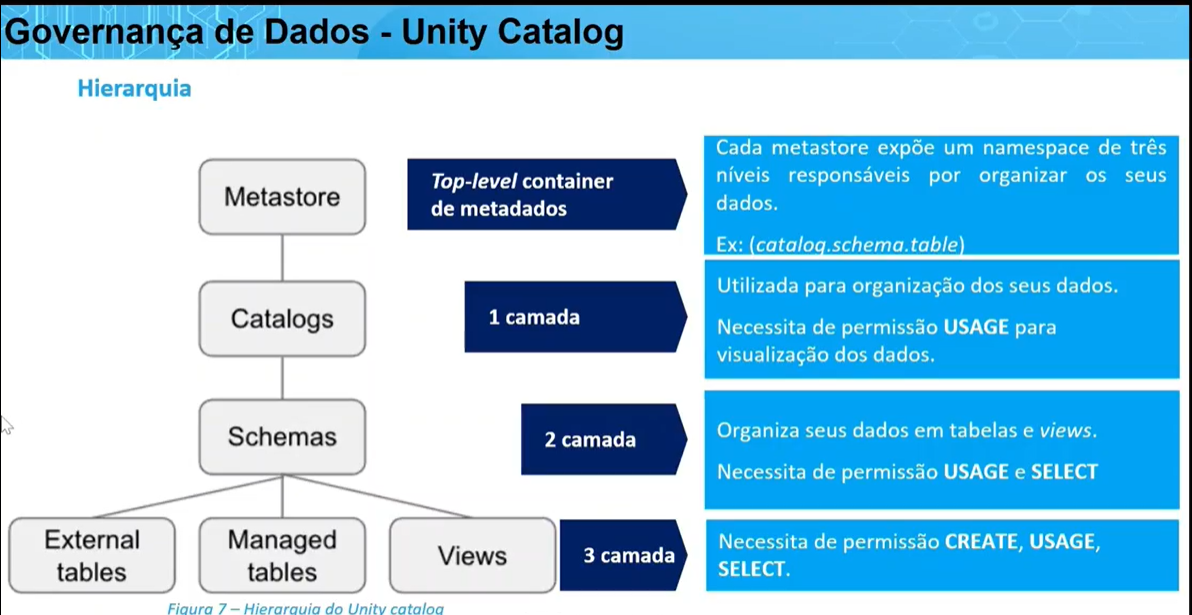 Governança de Dados - Unity Catalog
Hierarquia
Metastore
Top-level container
de metadados
Cada metastore expõe um namespace de três
níveis responsáveis por organizar os seus
dados.
Ex: (catalog.schema.table)
Catalogs
1 camada
Utilizada para organização dos seus dados.
Necessita de permissão USAGE para
visualização dos dados.
Schemas
2 camada
Organiza seus dados em tabelas e views.
Necessita de permissão USAGE e SELECT
External
tables
Managed
tables
Views
3 camada
Necessita de permissão CREATE, USAGE,
SELECT.
Figura 7 – Hierarquia do Unity catalog